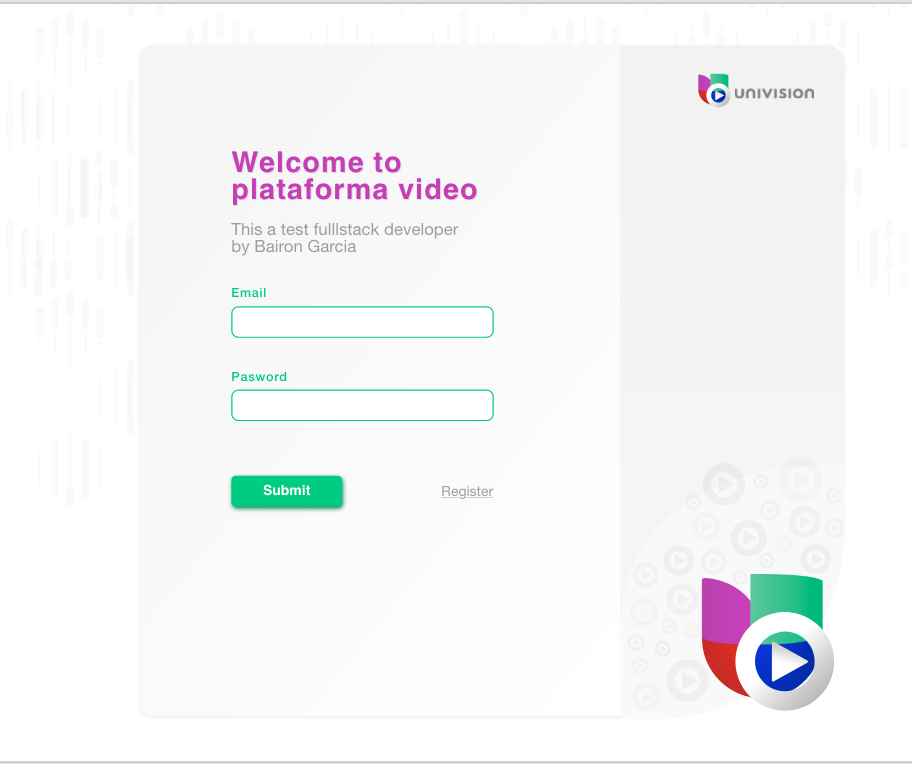 univision
Welcome to
plataforma video
This a test fulllstack developer
by Bairon Garcia
Email
Pasword
Submit
Register